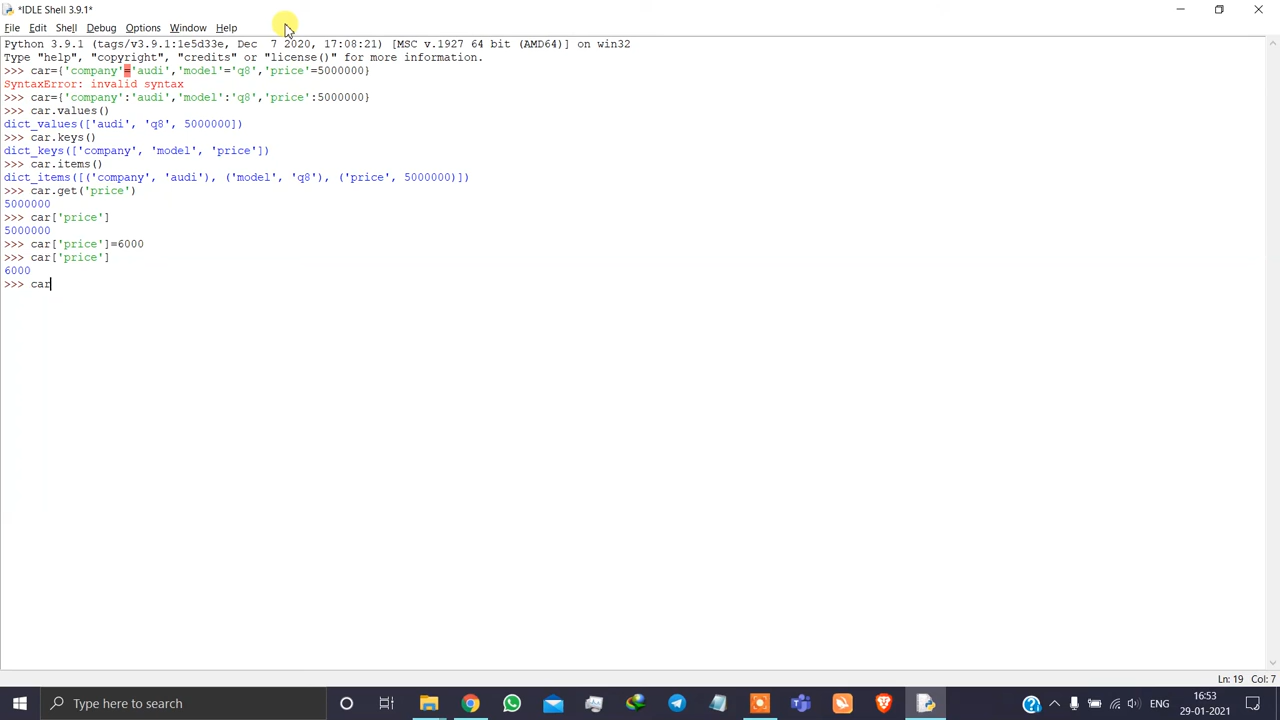 *IDLE Shell 3.9.1*
File Edit Shell Debug Options Window Help
Python 3.9.1 (tags/v3.9.1:1e5d33e, Dec  7 2020, 17:08:21) [MSC v.1927 64 bit (AMD64)] on win32
Type "help", "copyright", "credits" or "license()" for more information.
>>> car={'company'='audi','model'='q8','price'=5000000}
SyntaxError: invalid syntax
>>> car={'company':'audi','model':'q8','price':5000000}
>>> car.values()
dict_values(['audi', 'q8', 5000000])
>>> car.keys()
dict_keys(['company', 'model', 'price'])
>>> car.items()
dict_items([('company', 'audi'), ('model', 'q8'), ('price', 5000000)])
>>> car.get('price')
5000000
>>> car['price']
5000000
>>> car['price']=6000
>>> car['price']
6000
>>> car
Ln: 19 Col: 7
Type here to search
ENG
16:53
29-01-2021